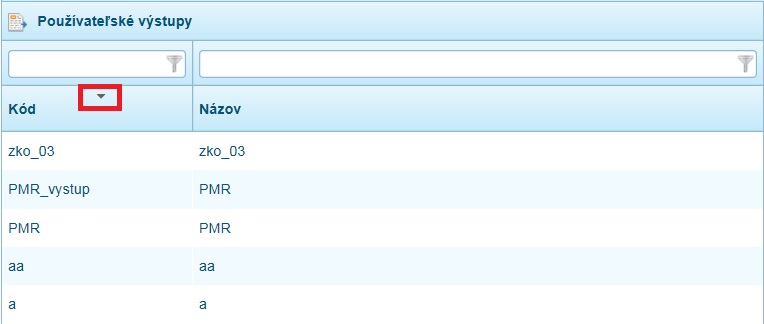 Používateľské výstupy
Kód Názov
zko_03 zko_03
PMR_vystup PMR
PMR PMR
aa aa
a a